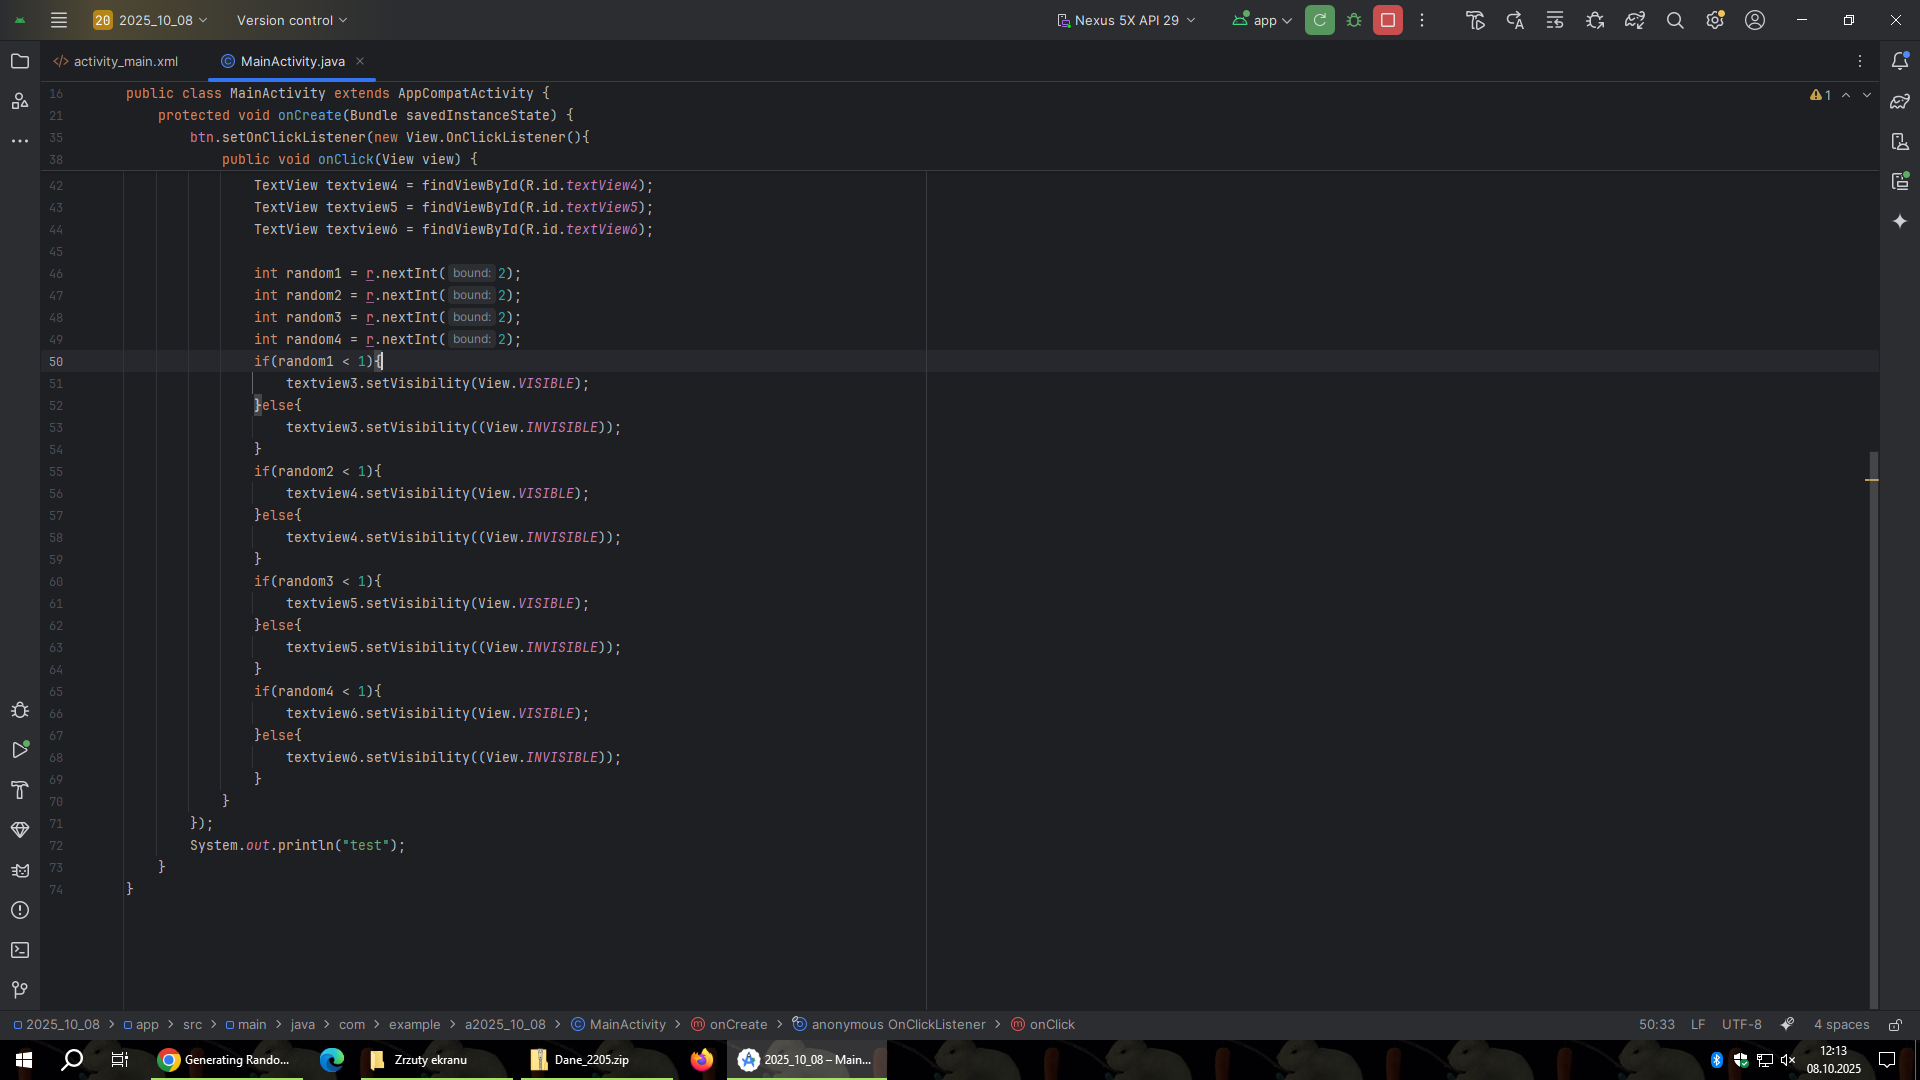 20 2025_10_08 Version control Nexus 5X API 29 app
activity_main.xml MainActivity.java
16 public class MainActivity extends AppCompatActivity { 1
21 protected void onCreate(Bundle savedInstanceState) {
35 btn.setOnClickListener(new View.OnClickListener(){
38 public void onClick(View view) {
42 TextView textview4 = findViewById(R.id.textView4);
43 TextView textview5 = findViewById(R.id.textView5);
44 TextView textview6 = findViewById(R.id.textView6);
45
46 int random1 = r.nextInt( bound: 2);
47 int random2 = r.nextInt( bound: 2);
48 int random3 = r.nextInt( bound: 2);
49 int random4 = r.nextInt( bound: 2);
50 if(random1 < 1){
51 textview3.setVisibility(View.VISIBLE);
52 }else{
53 textview3.setVisibility((View.INVISIBLE));
54 }
55 if(random2 < 1){
56 textview4.setVisibility(View.VISIBLE);
57 }else{
58 textview4.setVisibility((View.INVISIBLE));
59 }
60 if(random3 < 1){
61 textview5.setVisibility(View.VISIBLE);
62 }else{
63 textview5.setVisibility((View.INVISIBLE));
64 }
65 if(random4 < 1){
66 textview6.setVisibility(View.VISIBLE);
67 }else{
68 textview6.setVisibility((View.INVISIBLE));
69 }
70 }
71 });
72 System.out.println("test");
73 }
74 }
2025_10_08 > app > src > main > java > com > example > a2025_10_08 > MainActivity > onCreate > anonymous OnClickListener > onClick 50:33 LF UTF-8 4 spaces
Generating Rando... Zrzuty ekranu Dane_2205.zip 2025_10_08 – Main... 12:13
08.10.2025